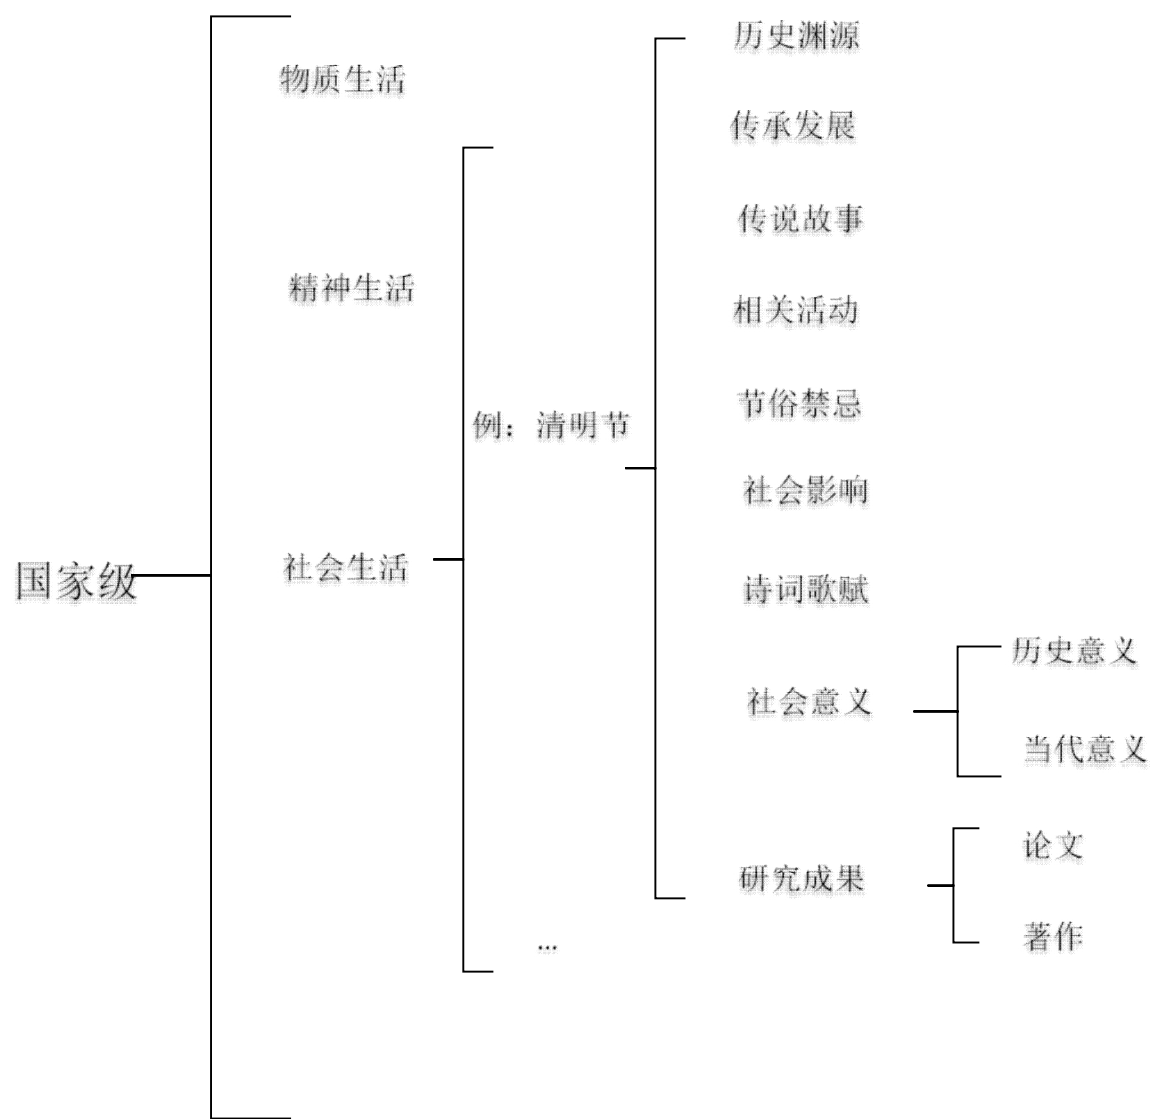 国家级
物质生活
精神生活
社会生活
例：清明节
...
历史渊源
传承发展
传说故事
相关活动
节俗禁忌
社会影响
诗词歌赋
社会意义
历史意义
当代意义
研究成果
论文
著作